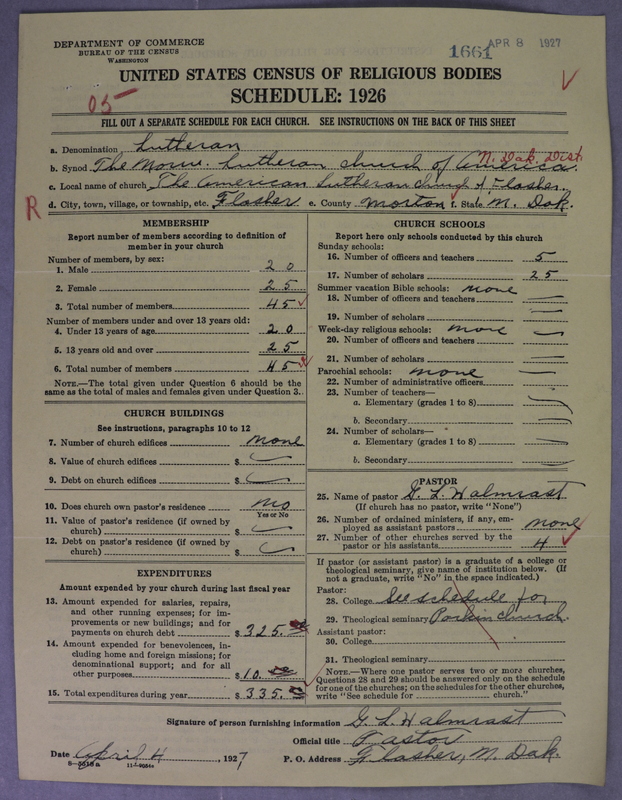 DEPARTMENT OF COMMERCE
BUREAU OF THE CENSUS
WASHINGTON
1661 APR 8 1927
UNITED STATES CENSUS OF RELIGIOUS BODIES
SCHEDULE: 1926
05
FILL OUT A SEPARATE SCHEDULE FOR EACH CHURCH. SEE INSTRUCTIONS ON THE BACK OF THIS SHEET
a. Denomination Lutheran
b. Synod The Norw. Lutheran church of America. N. Dak. Dist.
c. Local name of church The American Lutheran church of Flasher.
R d. City, town, village, or township, etc. Flasher e. County Morton f. State N. Dak.
MEMBERSHIP
Report number of members according to definition of
member in your church
Number of members, by sex:
1. Male 20
2. Female 25
3. Total number of members 45
Number of members under and over 13 years old:
4. Under 13 years of age 20
5. 13 years old and over 25
6. Total number of members 45
NOTE.—The total given under Question 6 should be the
same as the total of males and females given under Question 3.
CHURCH BUILDINGS
See instructions, paragraphs 10 to 12
7. Number of church edifices none
8. Value of church edifices $
9. Debt on church edifices $
10. Does church own pastor's residence no
Yes or No
11. Value of pastor's residence (if owned by
church) $
12. Debt on pastor's residence (if owned by
church) $
EXPENDITURES
Amount expended by your church during last fiscal year
13. Amount expended for salaries, repairs,
and other running expenses; for im-
provements or new buildings; and for
payments on church debt $ 325.
14. Amount expended for benevolences, in-
cluding home and foreign missions; for
denominational support; and for all
other purposes $ 10.
15. Total expenditures during year $ 335.
CHURCH SCHOOLS
Report here only schools conducted by this church
Sunday schools:
16. Number of officers and teachers 5
17. Number of scholars 25
Summer vacation Bible schools: none
18. Number of officers and teachers
19. Number of scholars
Week-day religious schools: none
20. Number of officers and teachers
21. Number of scholars
Parochial schools: none
22. Number of administrative officers
23. Number of teachers—
a. Elementary (grades 1 to 8)
b. Secondary
24. Number of scholars—
a. Elementary (grades 1 to 8)
b. Secondary
PASTOR
25. Name of pastor G. L. Halmrast
(If church has no pastor, write "None")
26. Number of ordained ministers, if any, em-
ployed as assistant pastors none
27. Number of other churches served by the
pastor or his assistants 4
If pastor (or assistant pastor) is a graduate of a college or
theological seminary, give name of institution below. (If
not a graduate, write "No" in the space indicated.)
Pastor:
28. College See schedule for
29. Theological seminary church.
Assistant pastor:
30. College
31. Theological seminary
NOTE.—Where one pastor serves two or more churches,
Questions 28 and 29 should be answered only on the schedule
for one of the churches; on the schedules for the other churches,
write "See schedule for church."
Signature of person furnishing information G. L. Halmrast
Official title Pastor
Date April 4, 1927 P. O. Address Flasher, N. Dak.